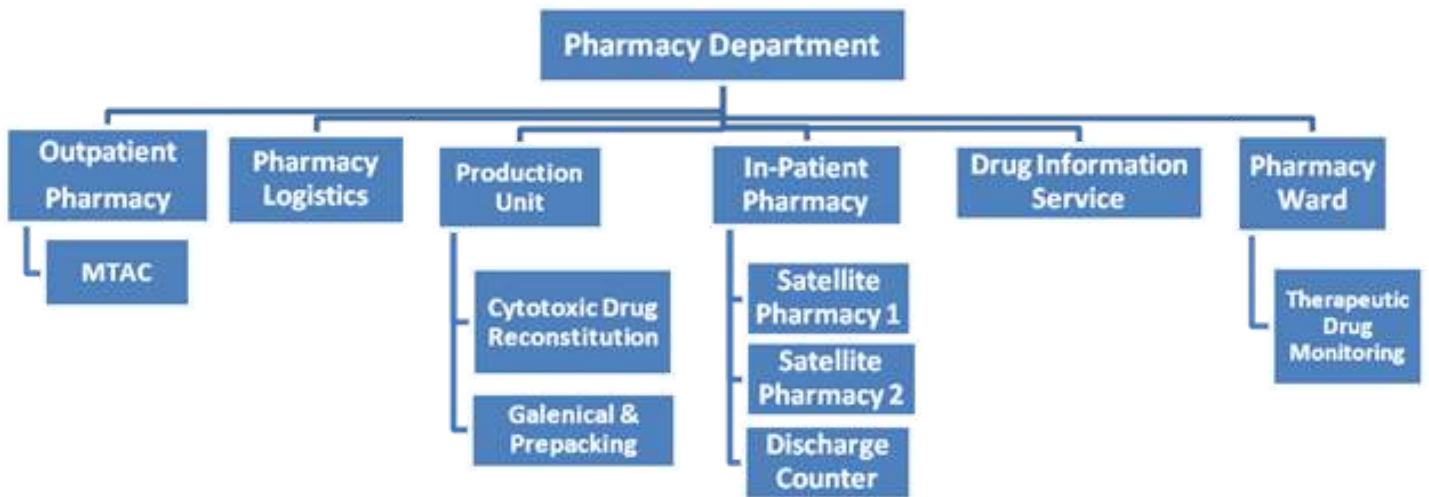 Pharmacy Department
Outpatient
Pharmacy
Pharmacy
Logistics
Production
Unit
In-Patient
Pharmacy
Drug Information
Service
Pharmacy
Ward
MTAC
Cytotoxic Drug
Reconstitution
Galenical &
Prepacking
Satellite
Pharmacy 1
Satellite
Pharmacy 2
Discharge
Counter
Therapeutic
Drug
Monitoring